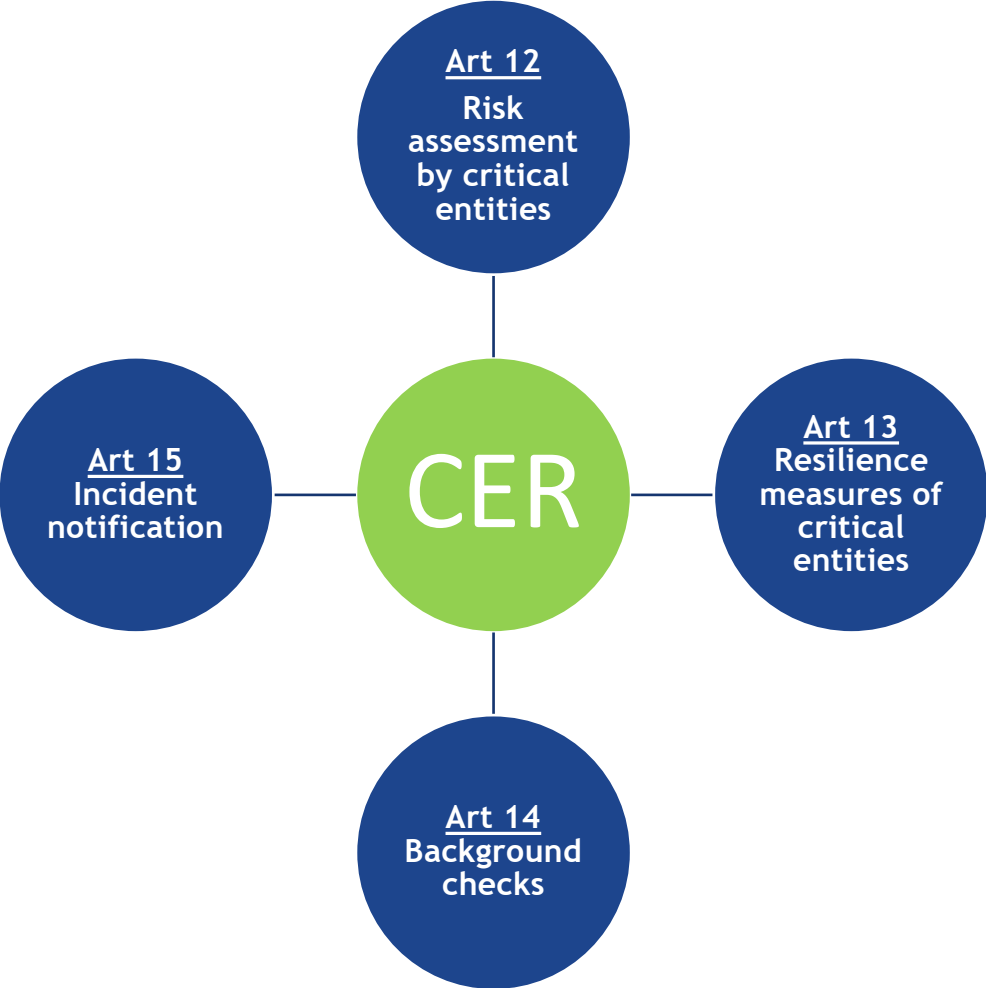 Art 12
Risk
assessment
by critical
entities
Art 15
Incident
notification
CER
Art 13
Resilience
measures of
critical
entities
Art 14
Background
checks